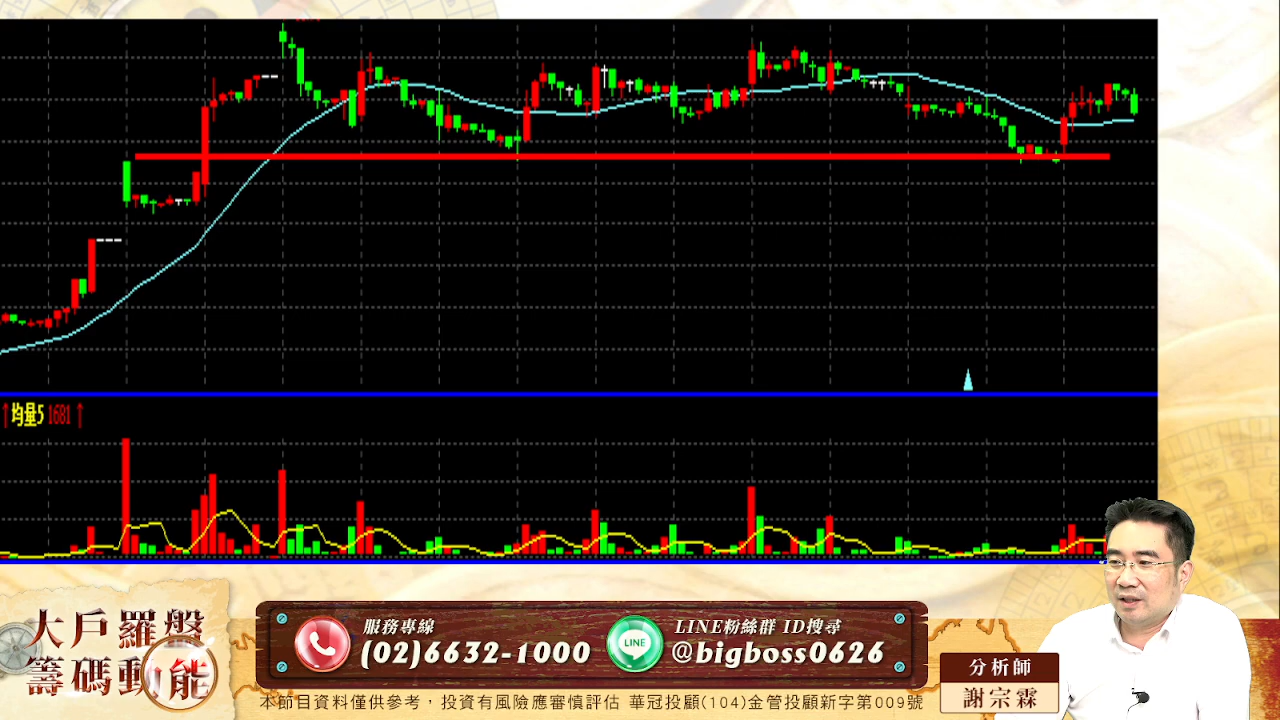 ↑均量5 1681 ↑
大戶羅盤
籌碼動能
服務專線
(02)6632-1000
LINE
LINE粉絲群 ID搜尋
@bigboss0626
分析師
謝宗霖
本節目資料僅供參考，投資有風險應審慎評估 華冠投顧(104)金管投顧新字第009號